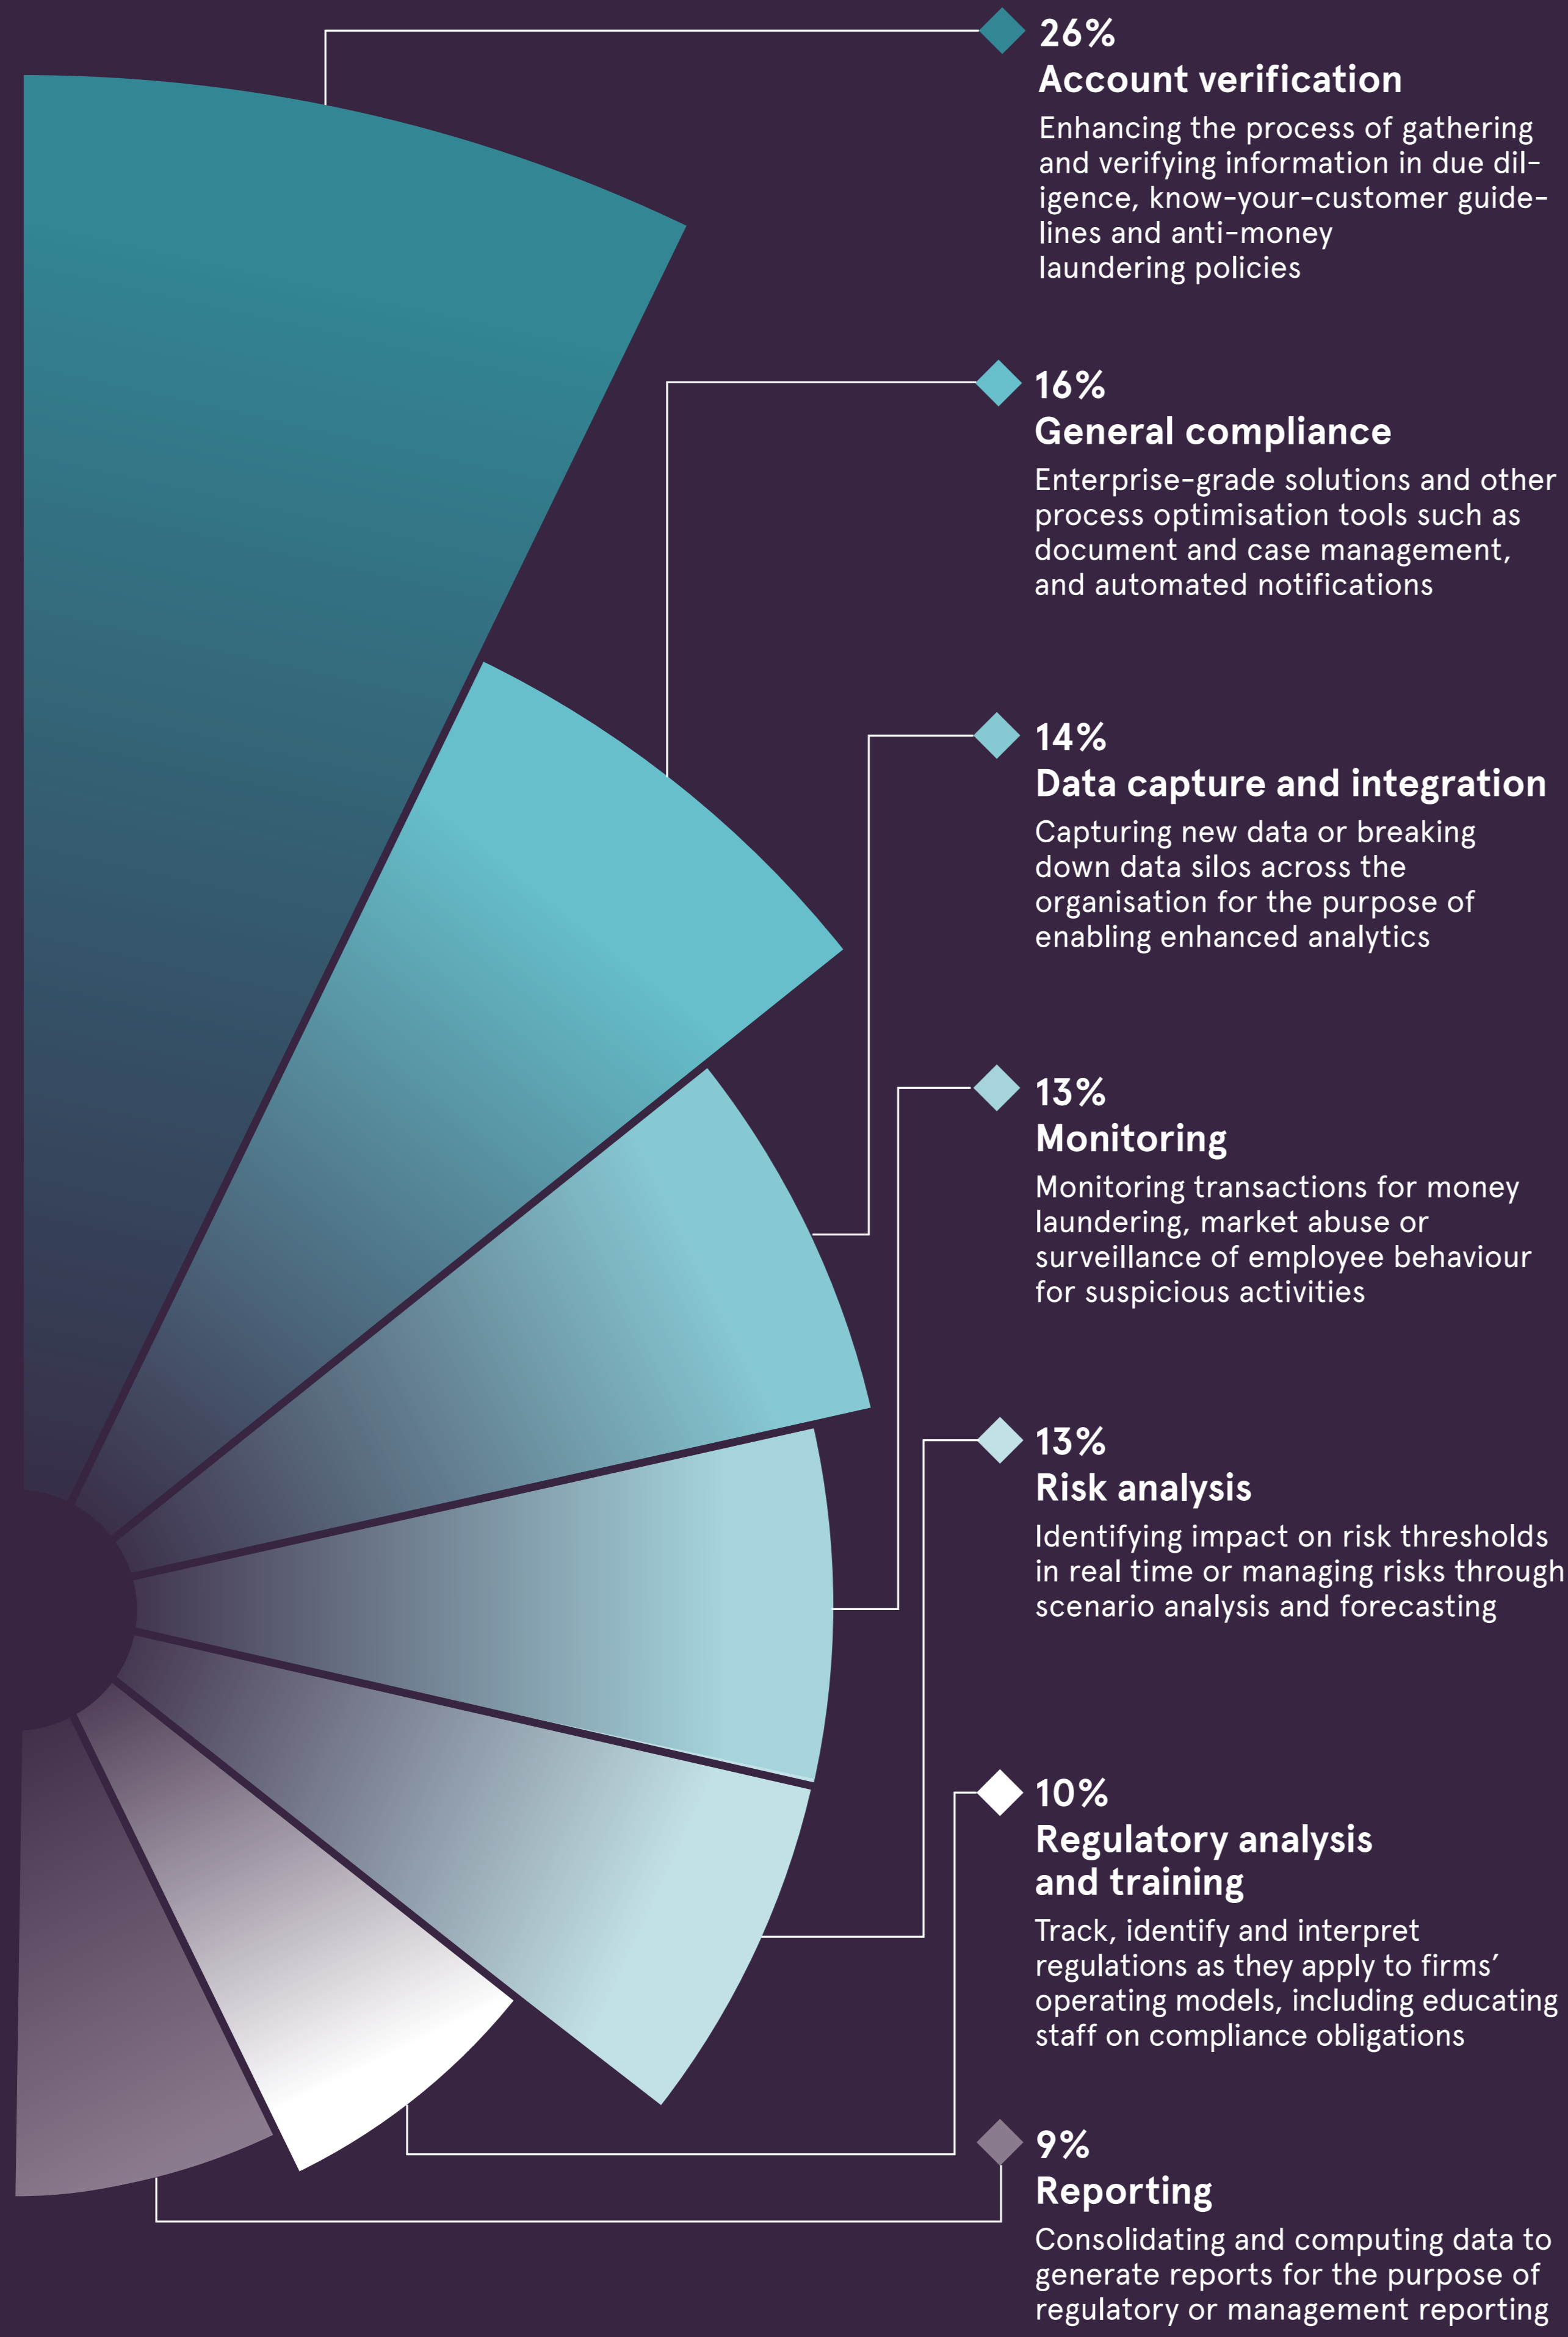 26%
Account verification
Enhancing the process of gathering
and verifying information in due dil-
igence, know-your-customer guide-
lines and anti-money
laundering policies
16%
General compliance
Enterprise-grade solutions and other
process optimisation tools such as
document and case management,
and automated notifications
14%
Data capture and integration
Capturing new data or breaking
down data silos across the
organisation for the purpose of
enabling enhanced analytics
13%
Monitoring
Monitoring transactions for money
laundering, market abuse or
surveillance of employee behaviour
for suspicious activities
13%
Risk analysis
Identifying impact on risk thresholds
in real time or managing risks through
scenario analysis and forecasting
10%
Regulatory analysis
and training
Track, identify and interpret
regulations as they apply to firms’
operating models, including educating
staff on compliance obligations
9%
Reporting
Consolidating and computing data to
generate reports for the purpose of
regulatory or management reporting